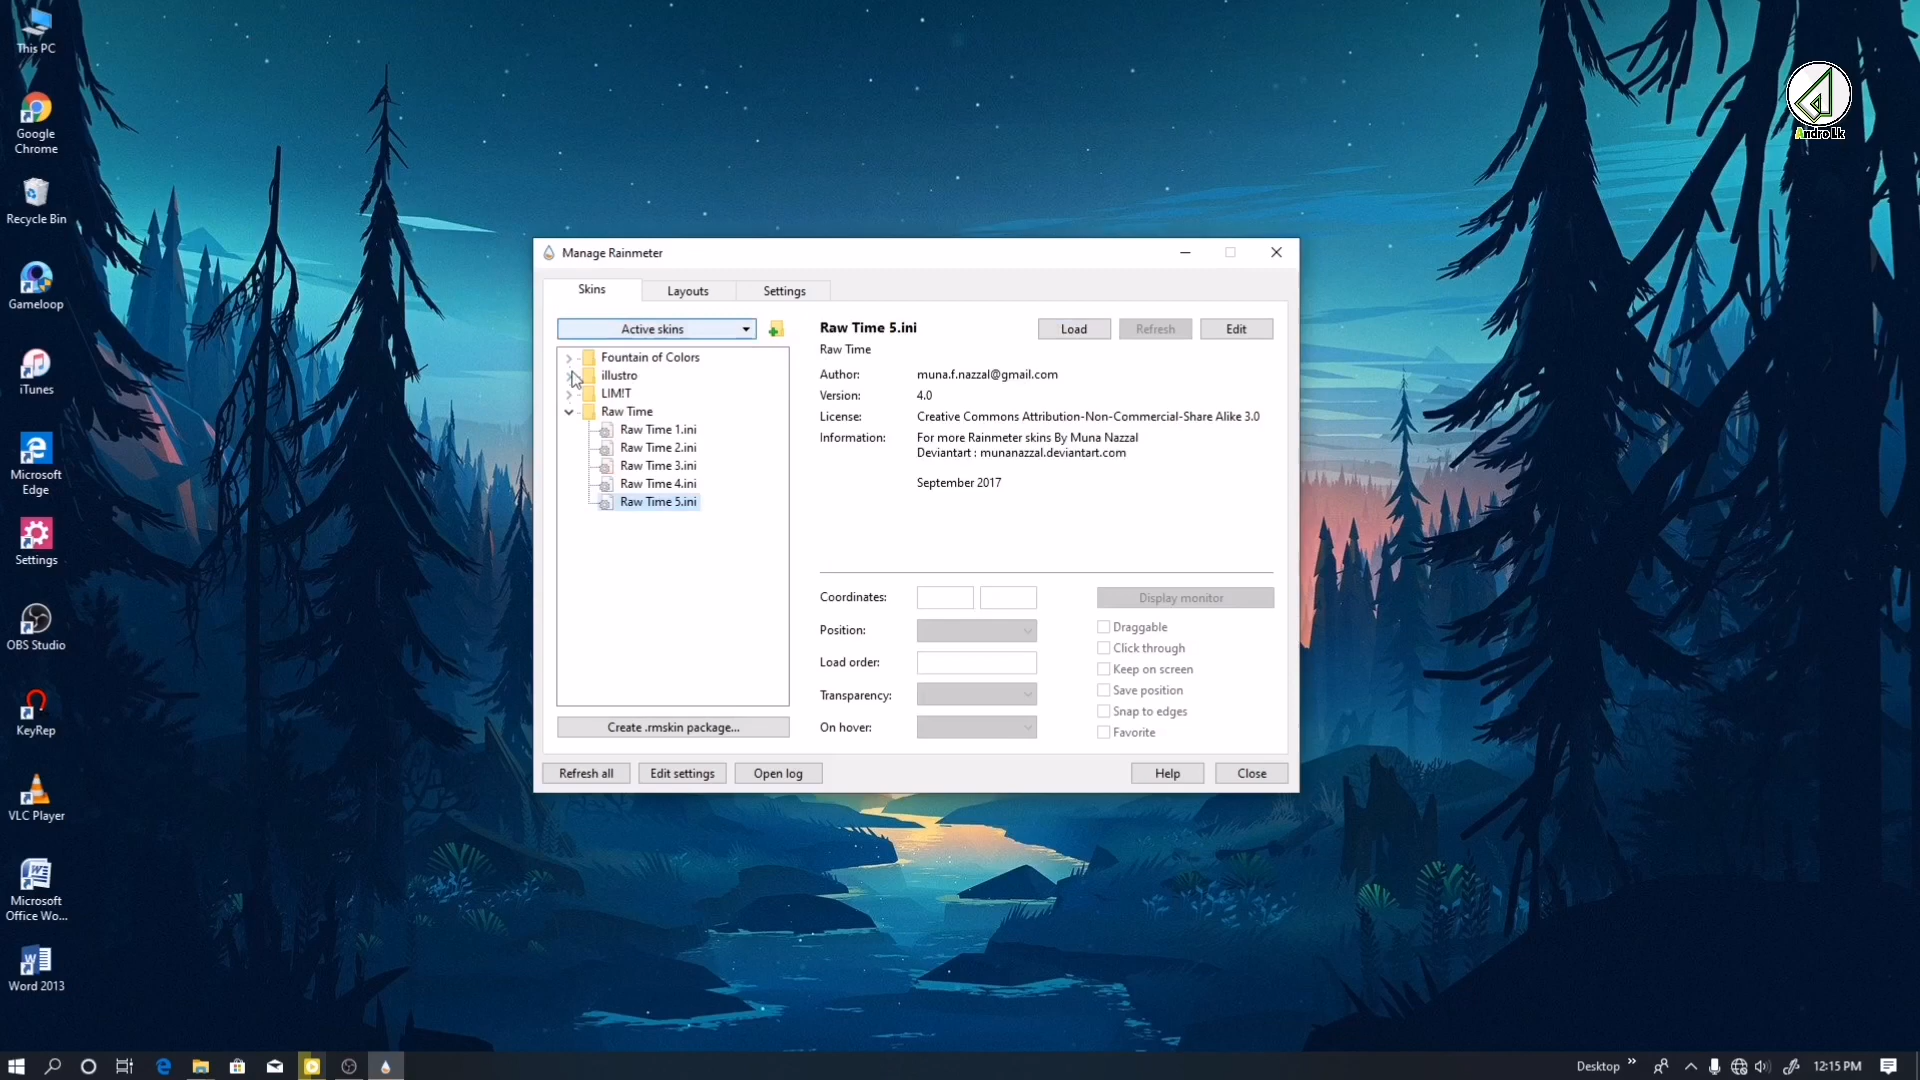 This PC
Google
Chrome
Recycle Bin
Gameloop
iTunes
Microsoft
Edge
Settings
OBS Studio
KeyRep
VLC Player
Microsoft
Office Wo...
Word 2013
Andro Lk
Manage Rainmeter
Skins
Layouts
Settings
Active skins
Fountain of Colors
illustro
LIM!T
Raw Time
Raw Time 1.ini
Raw Time 2.ini
Raw Time 3.ini
Raw Time 4.ini
Raw Time 5.ini
Create .rmskin package...
Raw Time 5.ini
Load
Refresh
Edit
Raw Time
Author: muna.f.nazzal@gmail.com
Version: 4.0
License: Creative Commons Attribution-Non-Commercial-Share Alike 3.0
Information: For more Rainmeter skins By Muna Nazzal
Deviantart : munanazzal.deviantart.com
September 2017
Coordinates:
Position:
Load order:
Transparency:
On hover:
Display monitor
Draggable
Click through
Keep on screen
Save position
Snap to edges
Favorite
Refresh all
Edit settings
Open log
Help
Close
Desktop
12:15 PM